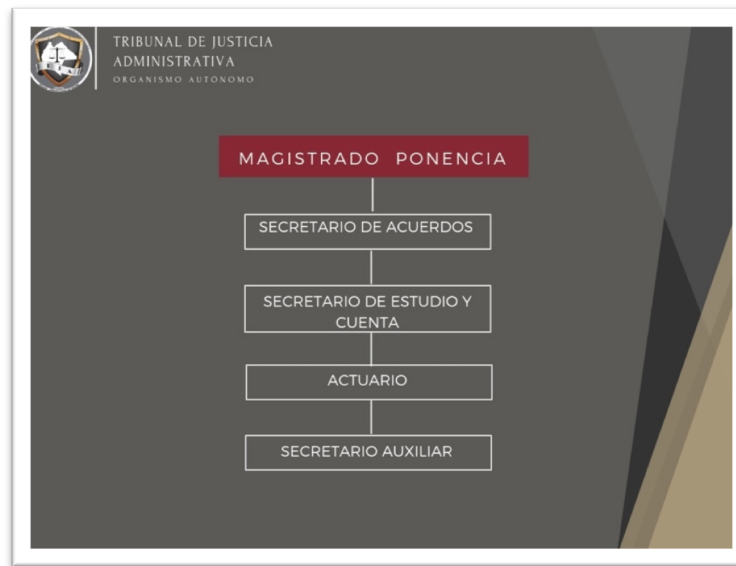 TRIBUNAL DE JUSTICIA
ADMINISTRATIVA
ORGANISMO AUTONOMO
MAGISTRADO PONENCIA
SECRETARIO DE ACUERDOS
SECRETARIO DE ESTUDIO Y
CUENTA
ACTUARIO
SECRETARIO AUXILIAR